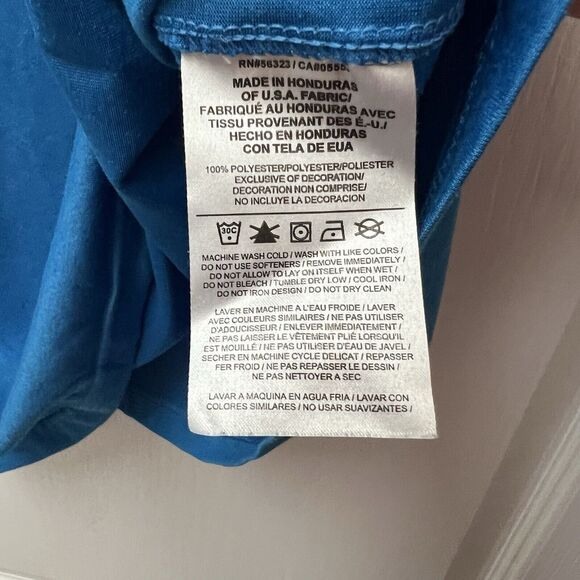 RN#56323 / CA#05553
MADE IN HONDURAS
OF U.S.A. FABRIC/
FABRIQUÉ AU HONDURAS AVEC
TISSU PROVENANT DES É.-U./
HECHO EN HONDURAS
CON TELA DE EUA
100% POLYESTER/POLYESTER/POLIESTER
EXCLUSIVE OF DECORATION/
DECORATION NON COMPRISE/
NO INCLUYE LA DECORACION
30C
MACHINE WASH COLD / WASH WITH LIKE COLORS /
DO NOT USE SOFTENERS / REMOVE IMMEDIATELY /
DO NOT ALLOW TO LAY ON ITSELF WHEN WET /
DO NOT BLEACH / TUMBLE DRY LOW / COOL IRON /
DO NOT IRON DESIGN / DO NOT DRY CLEAN
LAVER EN MACHINE A L'EAU FROIDE / LAVER
AVEC COULEURS SIMILAIRES / NE PAS UTILISER
D'ADOUCISSEUR / ENLEVER IMMÉDIATEMENT /
NE PAS LAISSER LE VÊTEMENT PLIÉ LORSQU'IL
EST MOUILLÉ / NE PAS UTILISER D'EAU DE JAVEL /
SECHER EN MACHINE CYCLE DELICAT / REPASSER
FER FROID / NE PAS REPASSER LE DESSIN /
NE PAS NETTOYER A SEC
LAVAR A MAQUINA EN AGUA FRIA / LAVAR CON
COLORES SIMILARES / NO USAR SUAVIZANTES /